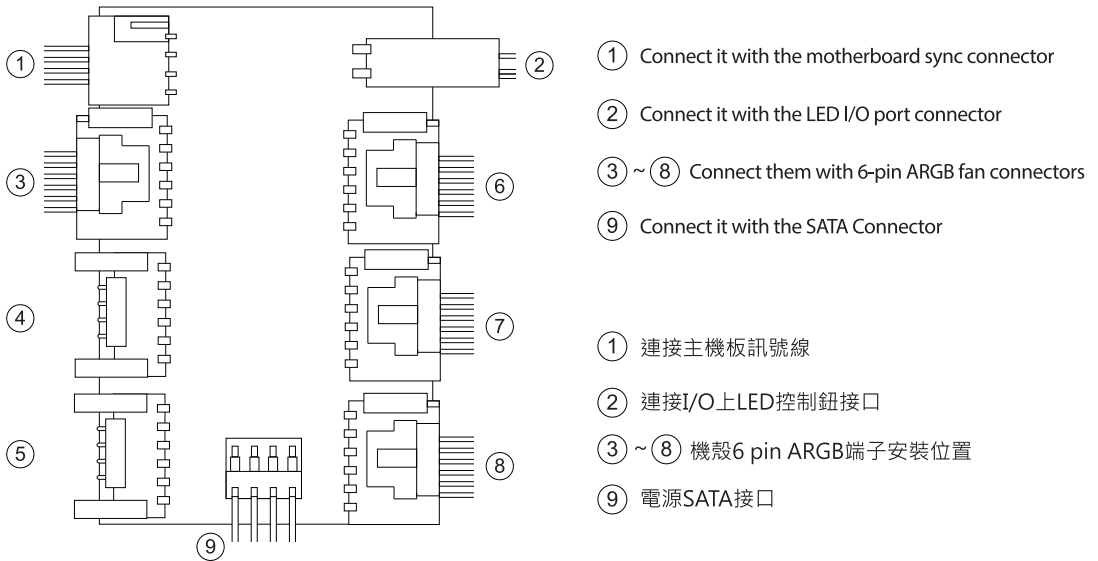 ① Connect it with the motherboard sync connector
② Connect it with the LED I/O port connector
③ ~ ⑧ Connect them with 6-pin ARGB fan connectors
⑨ Connect it with the SATA Connector
① 連接主機板訊號線
② 連接I/O上LED控制鈕接口
③ ~ ⑧ 機殼6 pin ARGB端子安裝位置
⑨ 電源SATA接口
①
②
③
⑥
④
⑦
⑤
⑧
⑨